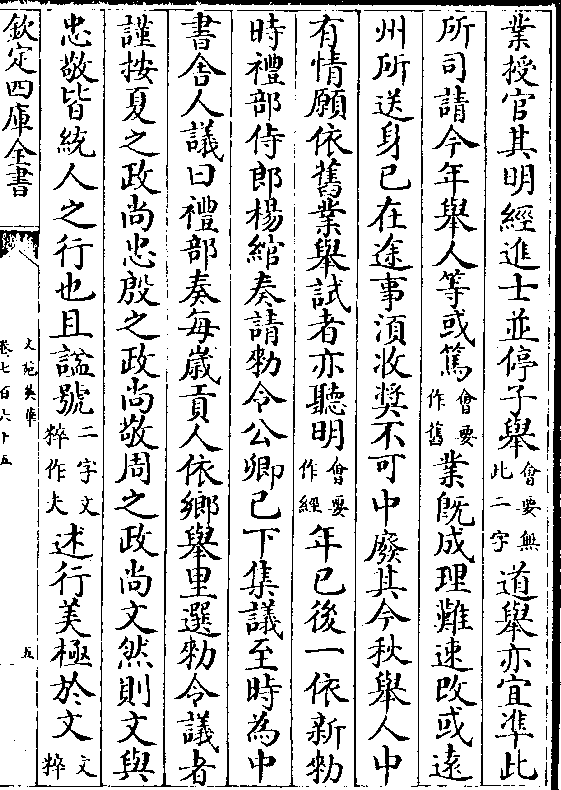 業授官其明經進士並停子舉會要無此二字道舉亦宜準此
所司請今年舉人等或篤會要作舊業既成理難速改或遠
州所送身已在途事須收奬不可中廢其今秋舉人中
有情願依舊業舉試者亦聽明會要作經年已後一依新勑
時禮部侍郎楊綰奏請勑令公卿已下集議至時為中
書舍人議曰禮部奏每歲貢人依鄉舉里選勑令議者
謹按夏之政尚忠殷之政尚敬周之政尚文然則文與
忠敬皆統人之行也且諡號二字文粹作夫述行美極於文文粹
欽定四庫全書
文苑英華
卷七百六十五
五